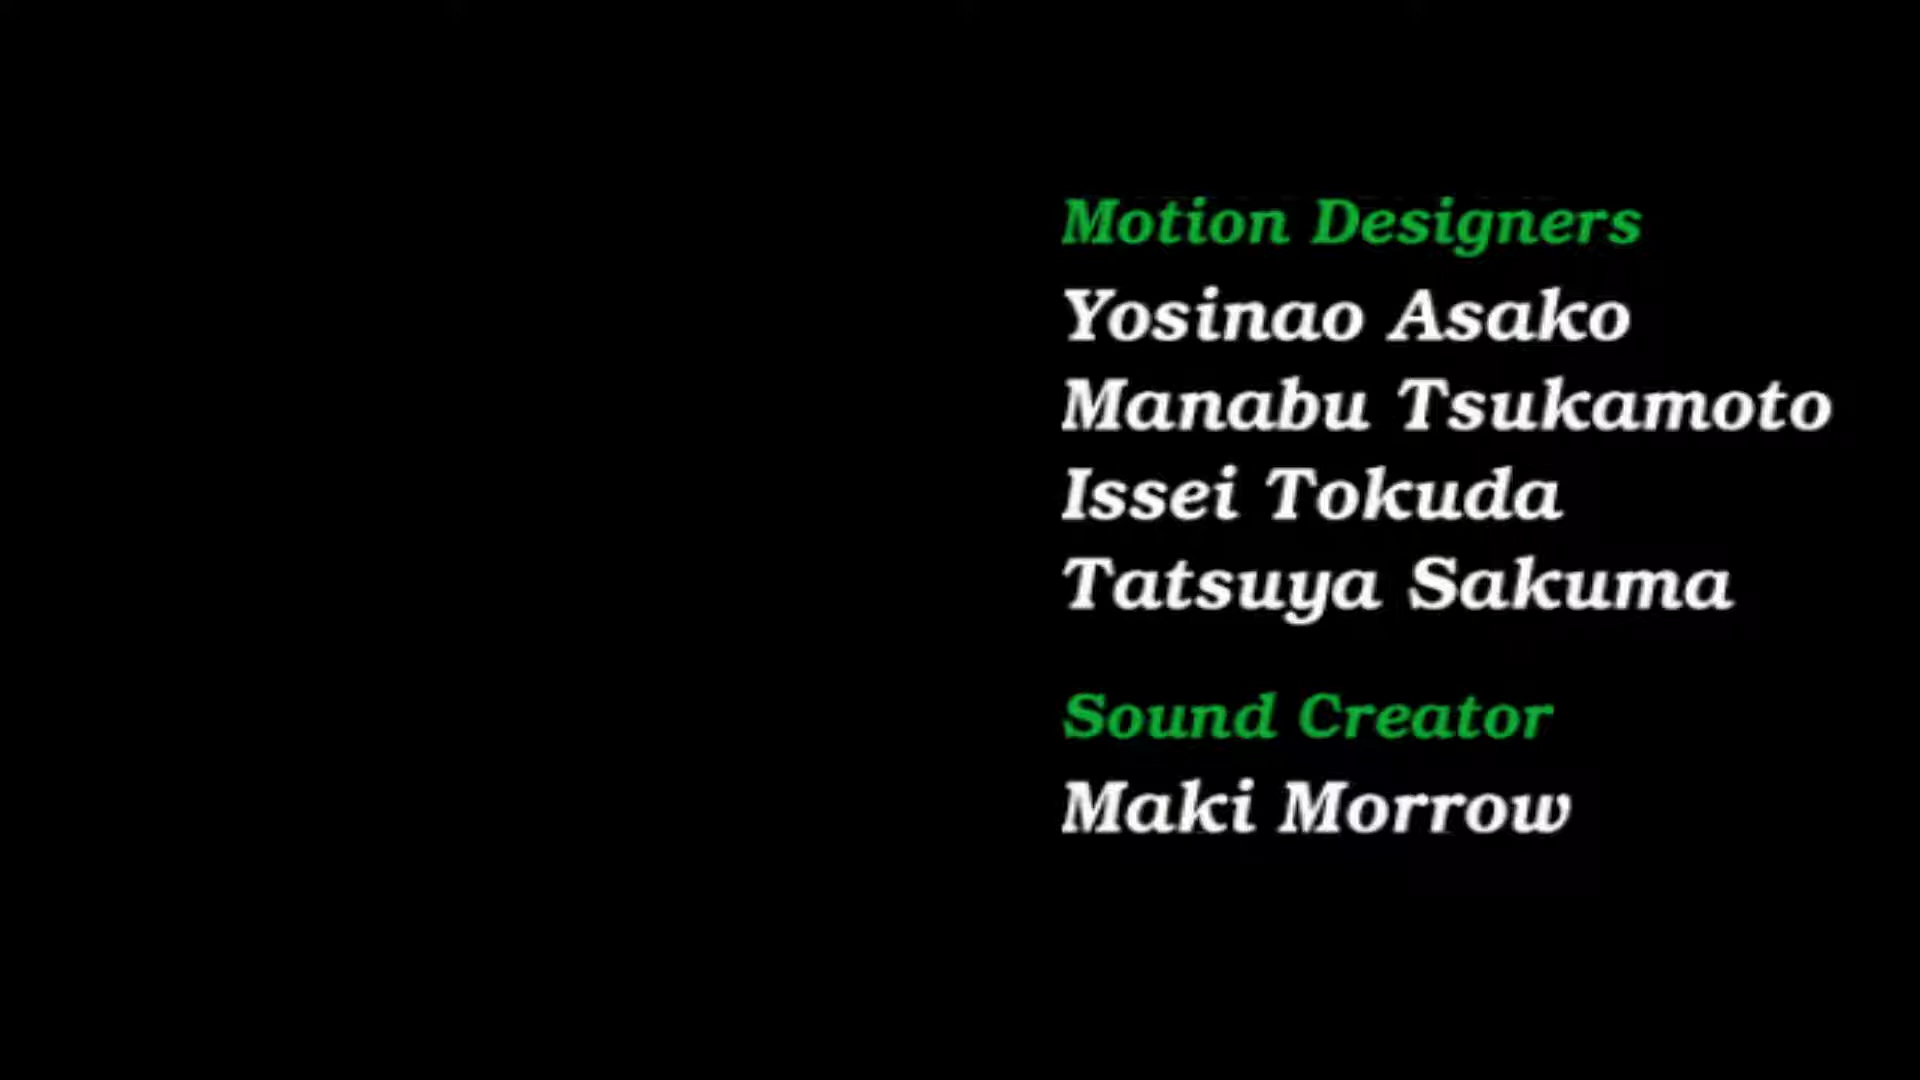 Motion Designers
Yosinao Asako
Manabu Tsukamoto
Issei Tokuda
Tatsuya Sakuma
Sound Creator
Maki Morrow